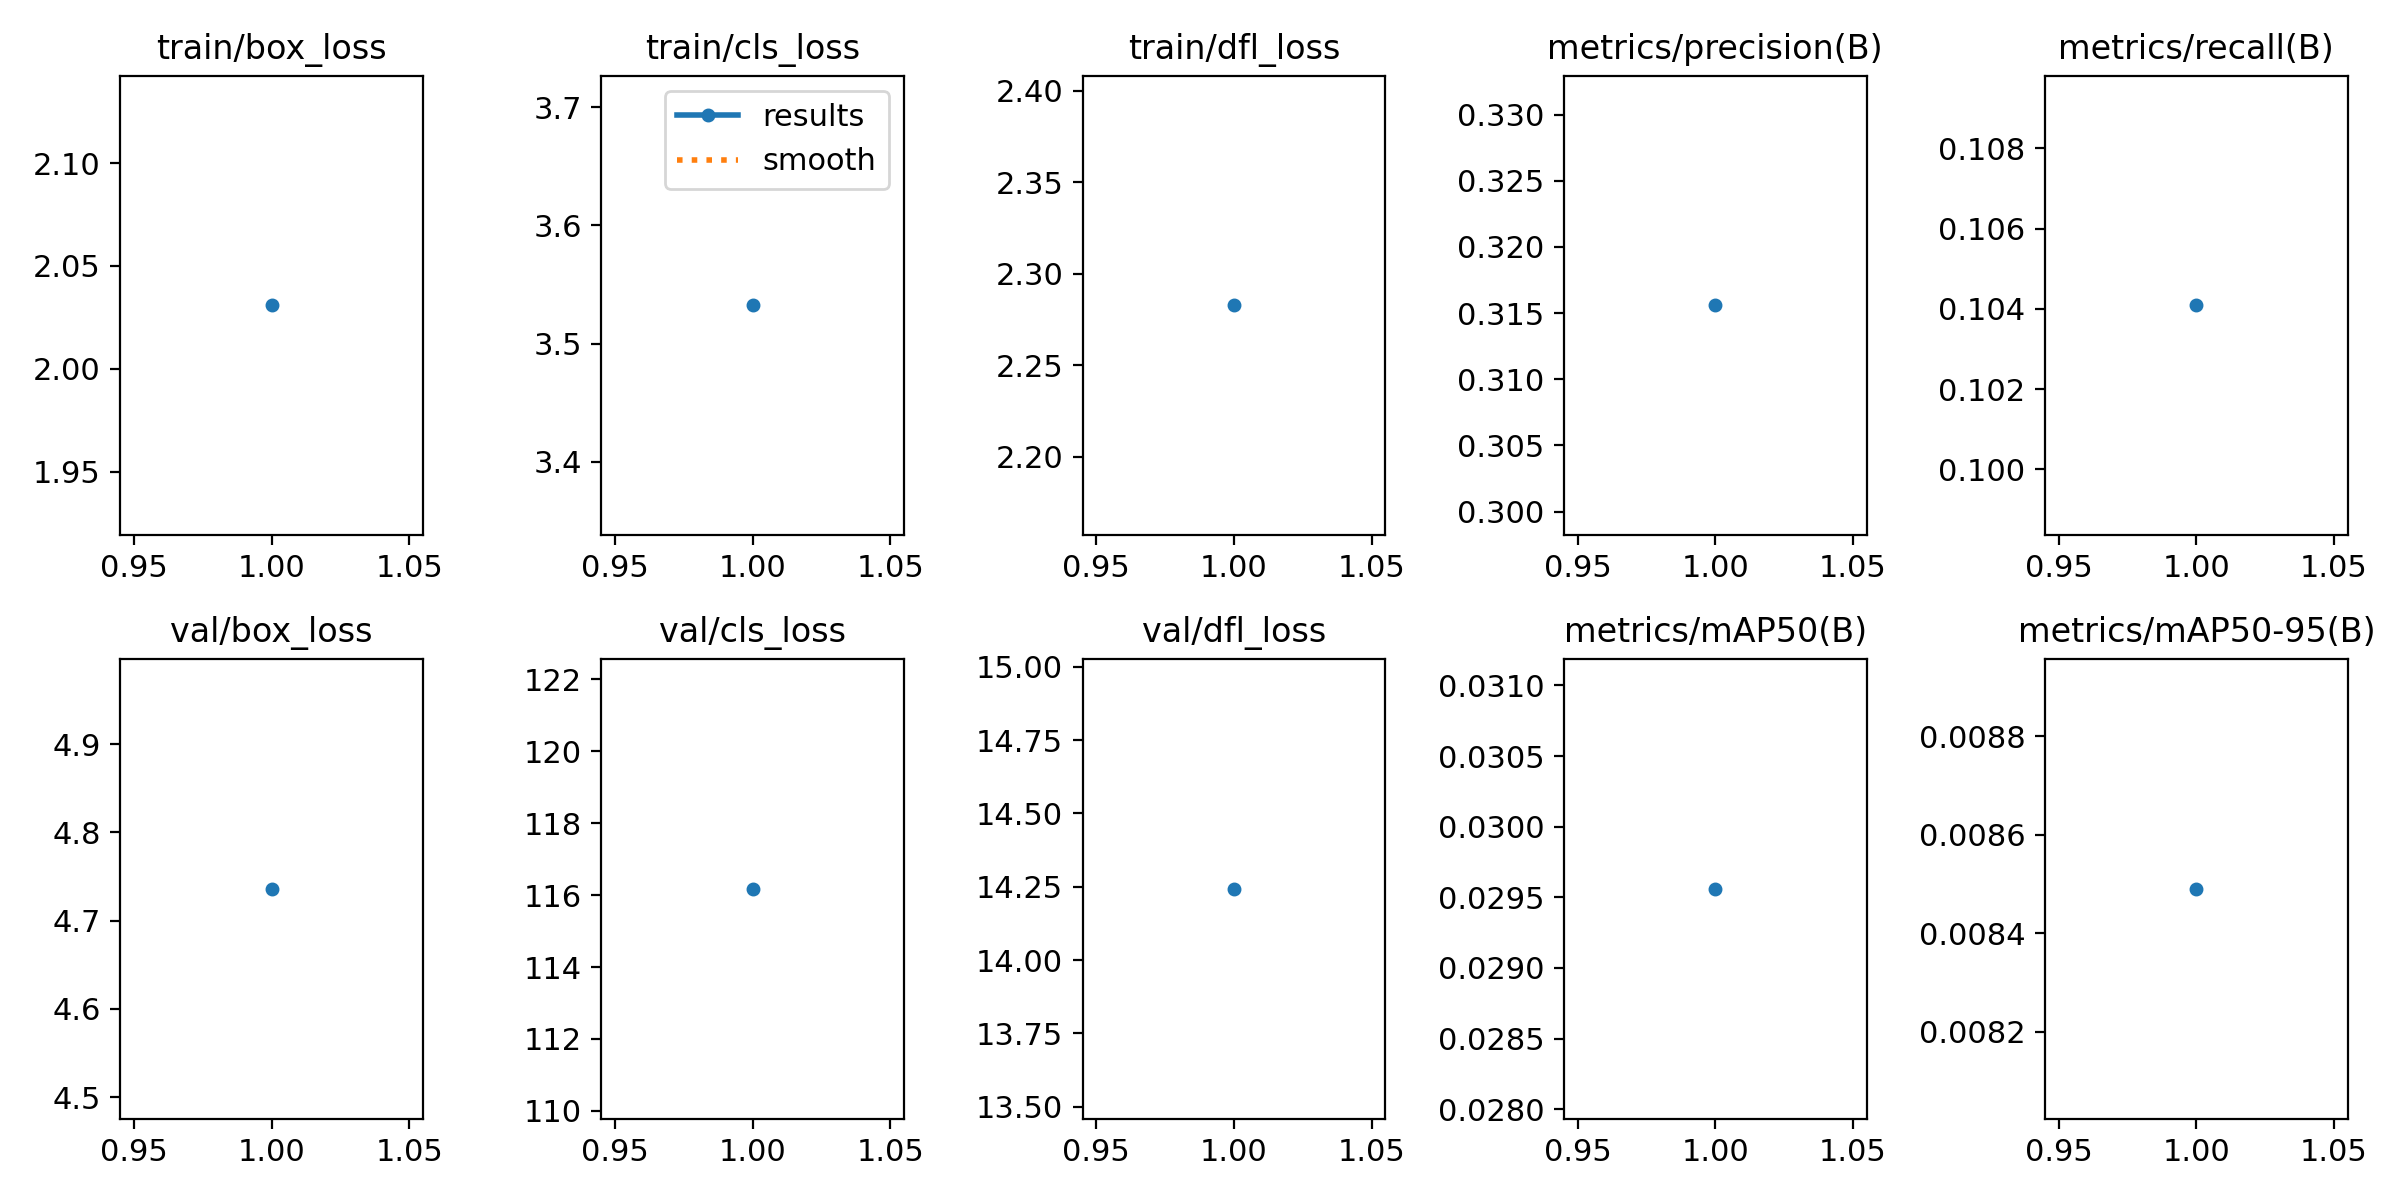 train/box_loss
2.10
2.05
2.00
1.95
0.95 1.00 1.05
train/cls_loss
results
smooth
3.7
3.6
3.5
3.4
0.95 1.00 1.05
train/dfl_loss
2.40
2.35
2.30
2.25
2.20
0.95 1.00 1.05
metrics/precision(B)
0.330
0.325
0.320
0.315
0.310
0.305
0.300
0.95 1.00 1.05
metrics/recall(B)
0.108
0.106
0.104
0.102
0.100
0.95 1.00 1.05
val/box_loss
4.9
4.8
4.7
4.6
4.5
0.95 1.00 1.05
val/cls_loss
122
120
118
116
114
112
110
0.95 1.00 1.05
val/dfl_loss
15.00
14.75
14.50
14.25
14.00
13.75
13.50
0.95 1.00 1.05
metrics/mAP50(B)
0.0310
0.0305
0.0300
0.0295
0.0290
0.0285
0.0280
0.95 1.00 1.05
metrics/mAP50-95(B)
0.0088
0.0086
0.0084
0.0082
0.95 1.00 1.05